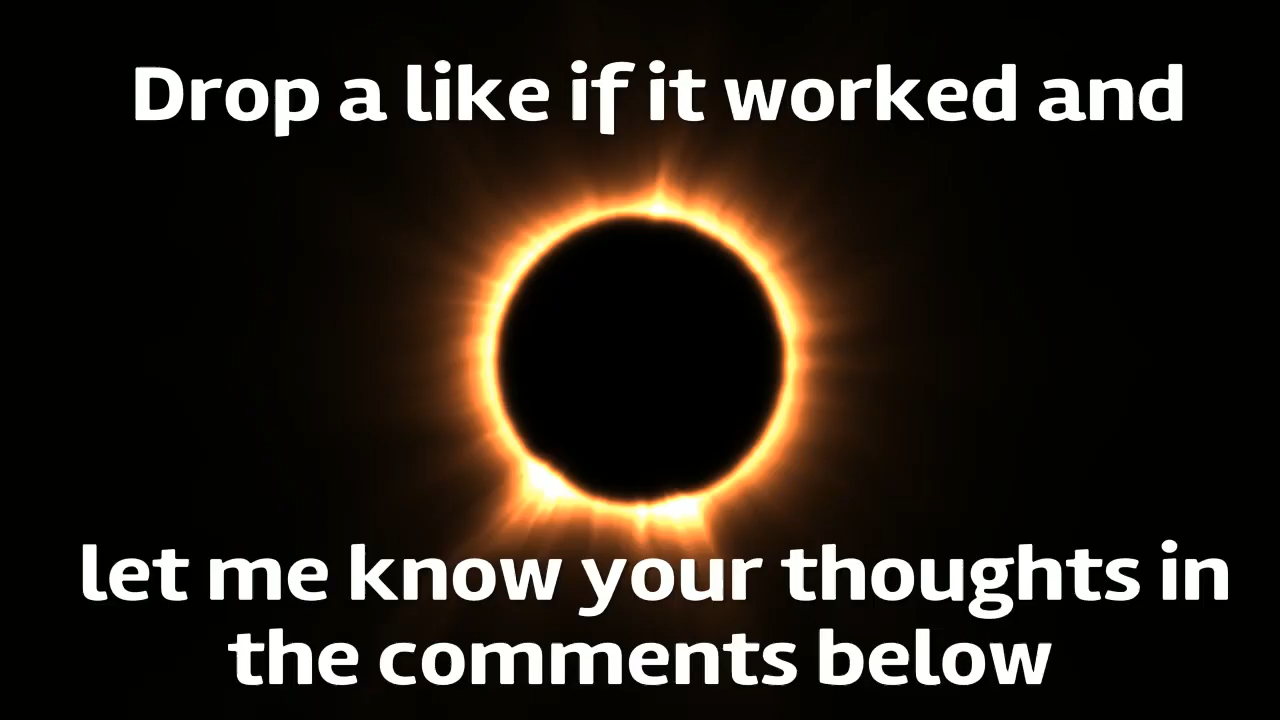 Drop a like if it worked and
let me know your thoughts in
the comments below